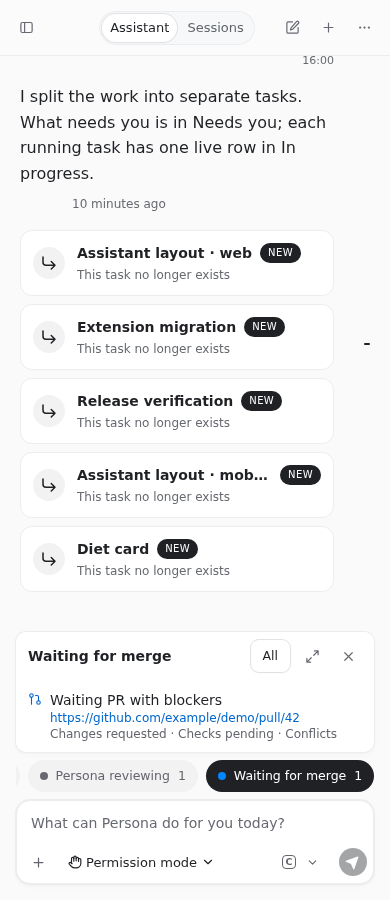 Assistant Sessions
16:00
I split the work into separate tasks.
What needs you is in Needs you; each
running task has one live row in In
progress.
10 minutes ago
Assistant layout · web NEW
This task no longer exists
Extension migration NEW
This task no longer exists
Release verification NEW
This task no longer exists
Assistant layout · mob... NEW
This task no longer exists
Diet card NEW
This task no longer exists
Waiting for merge All
Waiting PR with blockers
https://github.com/example/demo/pull/42
Changes requested · Checks pending · Conflicts
Persona reviewing 1 Waiting for merge 1
What can Persona do for you today?
Permission mode C